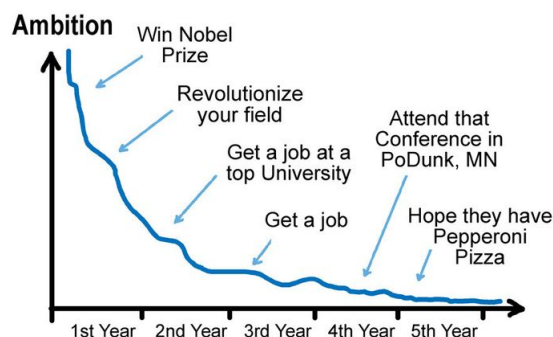 Ambition
Win Nobel
Prize
Revolutionize
your field
Get a job at a
top University
Get a job
Attend that
Conference in
PoDunk, MN
Hope they have
Pepperoni
Pizza
1st Year 2nd Year 3rd Year 4th Year 5th Year